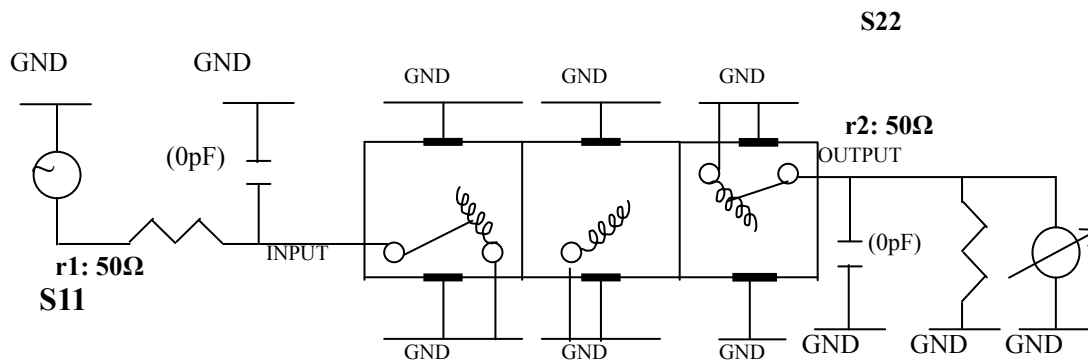 S22
GND
GND
GND
GND
GND
r2: 50Ω
(0pF)
OUTPUT
INPUT
(0pF)
r1: 50Ω
S11
GND
GND
GND
GND
GND
GND